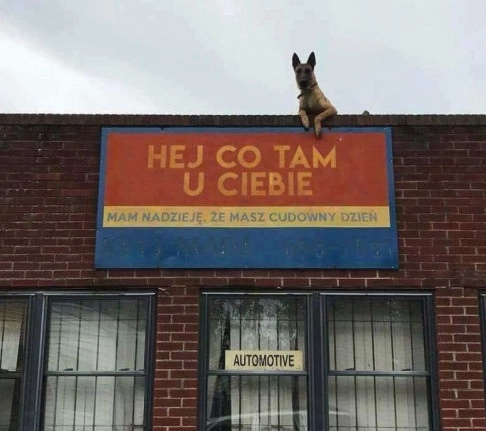 HEJ CO TAM
U CIEBIE
MAM NADZIEJĘ, ŻE MASZ CUDOWNY DZIEŃ
AUTOMOTIVE